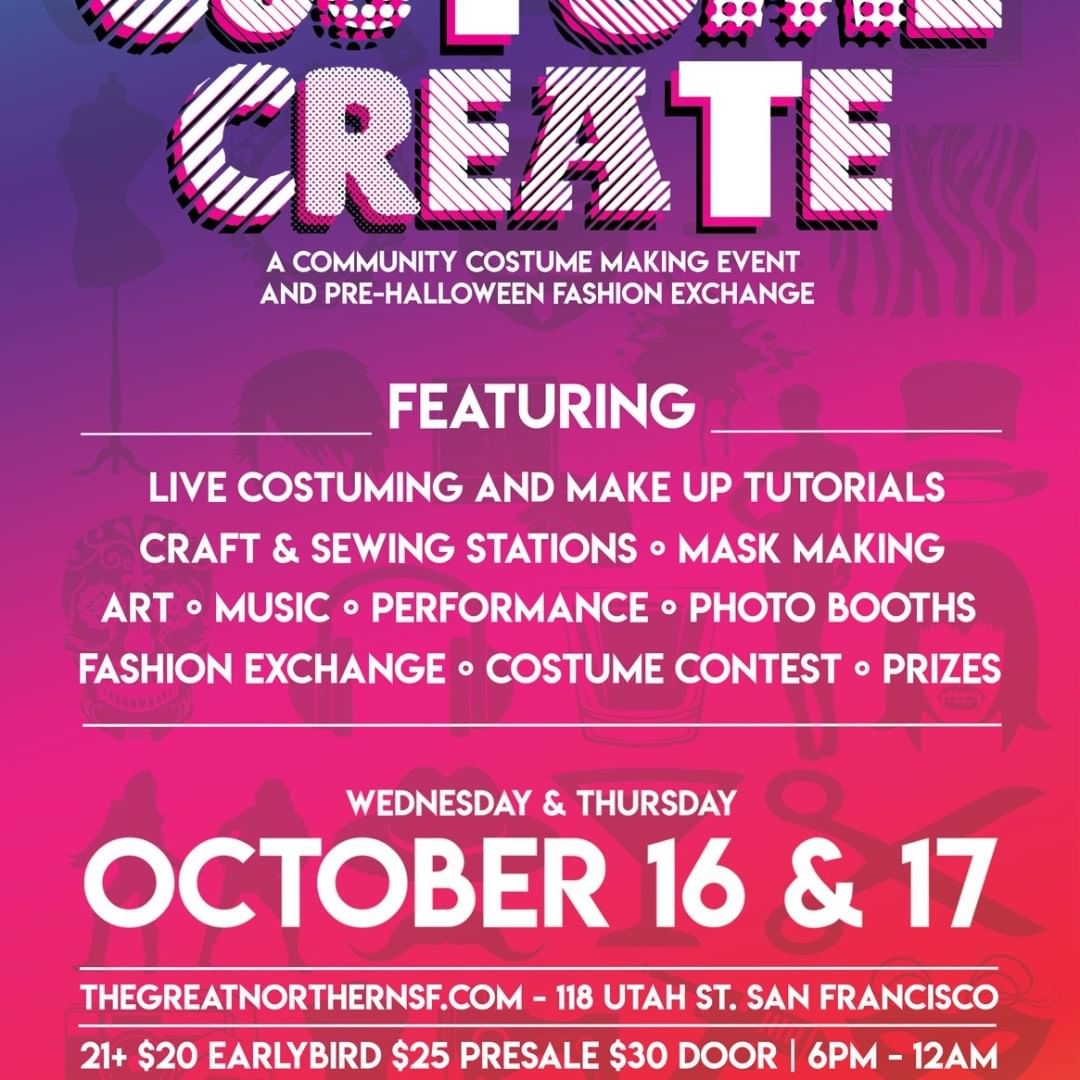 COSTUME
CREATE
A COMMUNITY COSTUME MAKING EVENT
AND PRE-HALLOWEEN FASHION EXCHANGE
FEATURING
LIVE COSTUMING AND MAKE UP TUTORIALS
CRAFT & SEWING STATIONS ∘ MASK MAKING
ART ∘ MUSIC ∘ PERFORMANCE ∘ PHOTO BOOTHS
FASHION EXCHANGE ∘ COSTUME CONTEST ∘ PRIZES
WEDNESDAY & THURSDAY
OCTOBER 16 & 17
THEGREATNORTHERNSF.COM - 118 UTAH ST. SAN FRANCISCO
21+ $20 EARLYBIRD $25 PRESALE $30 DOOR | 6PM - 12AM